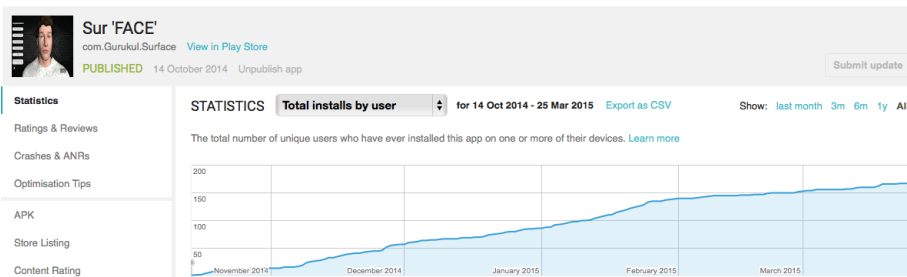 Sur 'FACE'
com.Gurukul.Surface View in Play Store
PUBLISHED 14 October 2014 Unpublish app
Submit update
Statistics
Ratings & Reviews
Crashes & ANRs
Optimisation Tips
APK
Store Listing
Content Rating
STATISTICS Total installs by user for 14 Oct 2014 - 25 Mar 2015 Export as CSV Show: last month 3m 6m 1y
The total number of unique users who have ever installed this app on one or more of their devices. Learn more
200
150
100
50
November 2014 December 2014 January 2015 February 2015 March 2015